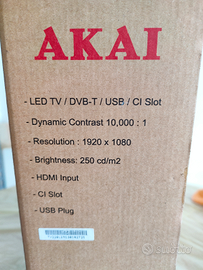 AKAI
- LED TV / DVB-T / USB / CI Slot
- Dynamic Contrast 10,000 : 1
- Resolution : 1920 x 1080
- Brightness: 250 cd/m2
- HDMI Input
- CI Slot
- USB Plug
subito